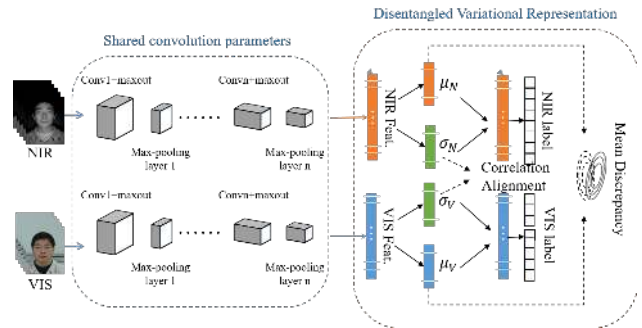 Shared convolution parameters
Disentangled Variational Representation
Conv1-maxout
Convn-maxout
NIR
Max-pooling
layer 1
Max-pooling
layer n
NIR Feat.
μN
σN
NIR label
Correlation
Alignment
Mean Discrepancy
Conv1-maxout
Convn-maxout
VIS
Max-pooling
layer 1
Max-pooling
layer n
VIS Feat.
σV
μV
VIS label